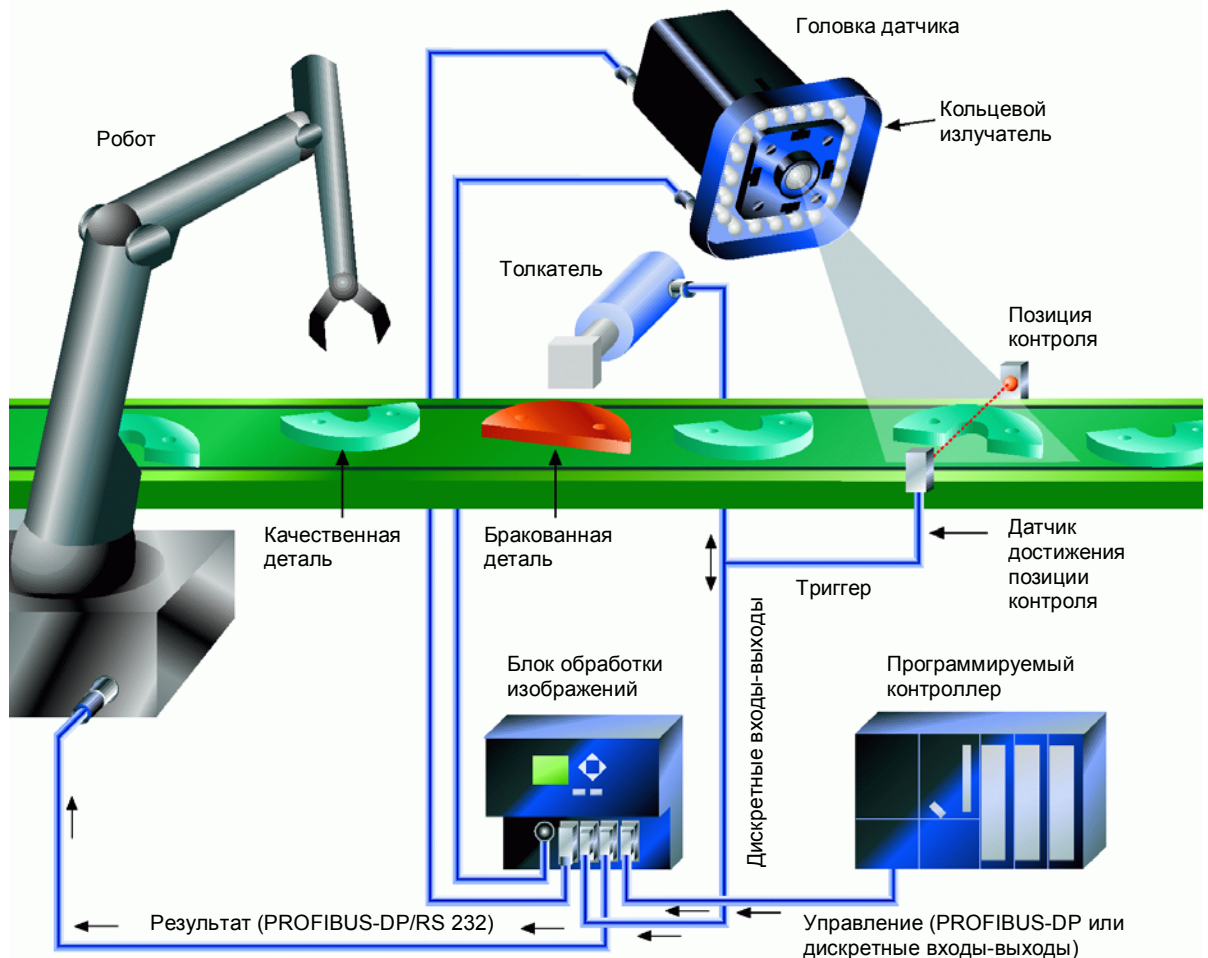 Головка датчика
Кольцевой
излучатель
Робот
Толкатель
Позиция
контроля
Качественная
деталь
Бракованная
деталь
Датчик
достижения
позиции
контроля
Триггер
Дискретные входы-выходы
Блок обработки
изображений
Программируемый
контроллер
Результат (PROFIBUS-DP/RS 232)
Управление (PROFIBUS-DP или
дискретные входы-выходы)